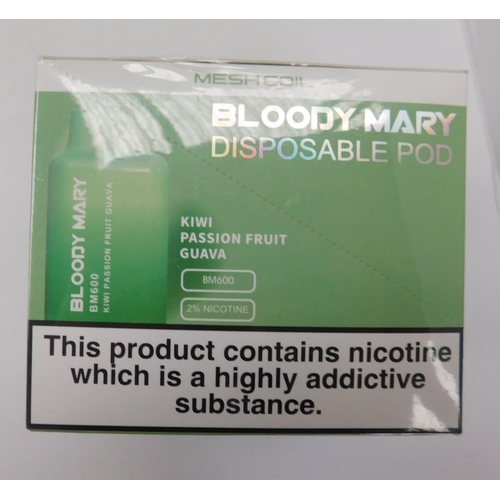 MESH COIL
BLOODY MARY
DISPOSABLE POD
KIWI
PASSION FRUIT
GUAVA
BM600
2% NICOTINE
BLOODY MARY
BM600
KIWI PASSION FRUIT GUAVA
This product contains nicotine
which is a highly addictive
substance.